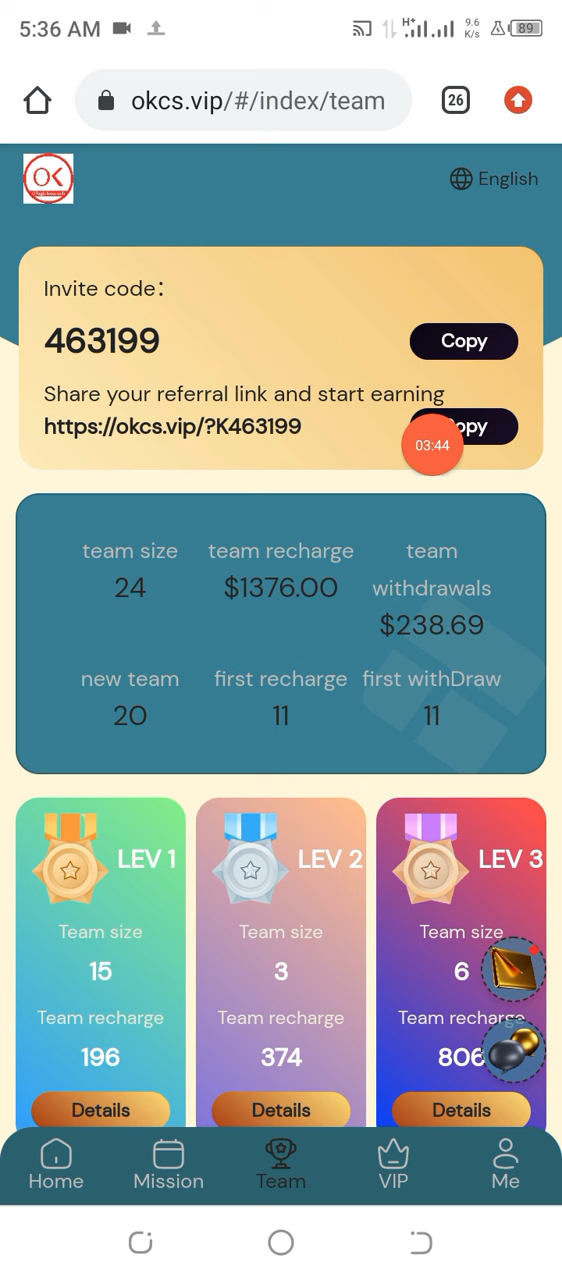 5:36 AM H+ 9.6 K/s 89
okcs.vip/#/index/team 26
OK English
Invite code：
463199 Copy
Share your referral link and start earning
https://okcs.vip/?K463199
03:44
team size team recharge team withdrawals
24 $1376.00 $238.69
new team first recharge first withDraw
20 11 11
LEV 1 LEV 2 LEV 3
Team size Team size Team size
15 3 6
Team recharge Team recharge Team recharge
196 374 806
Details Details Details
Home Mission Team VIP Me